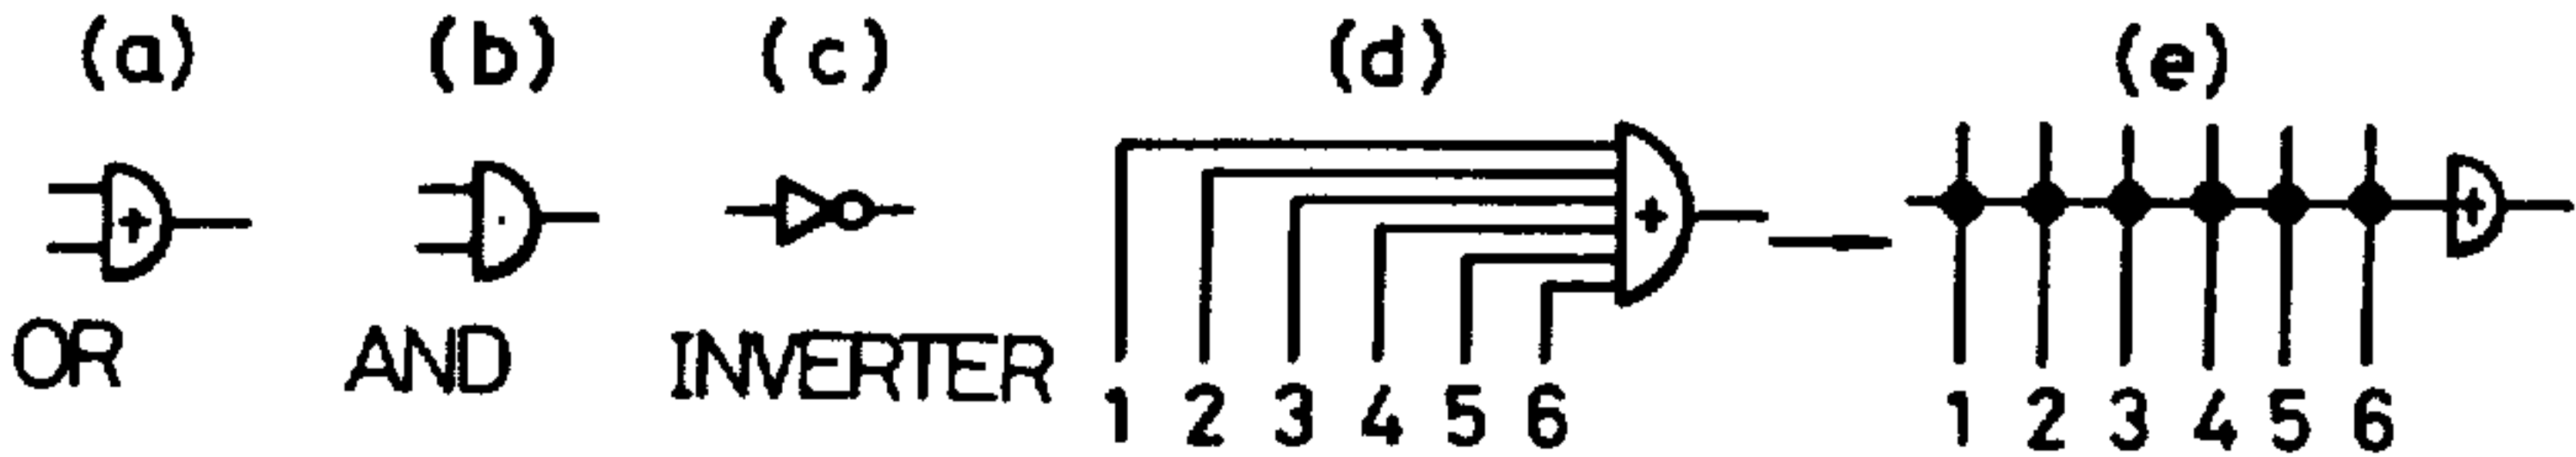 (a) (b) (c) (d) (e)
+ · + +
OR AND INVERTER 1 2 3 4 5 6 1 2 3 4 5 6